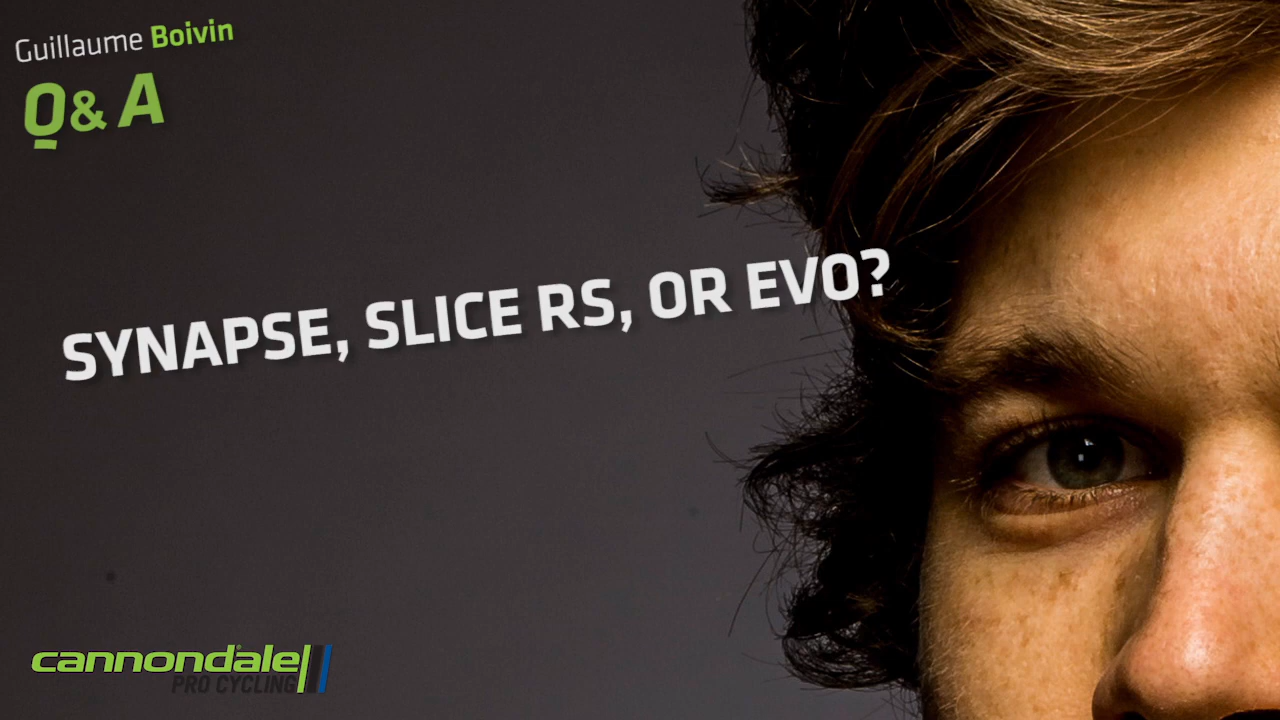 Guillaume Boivin
Q & A
SYNAPSE, SLICE RS, OR EVO?
cannondale
PRO CYCLING